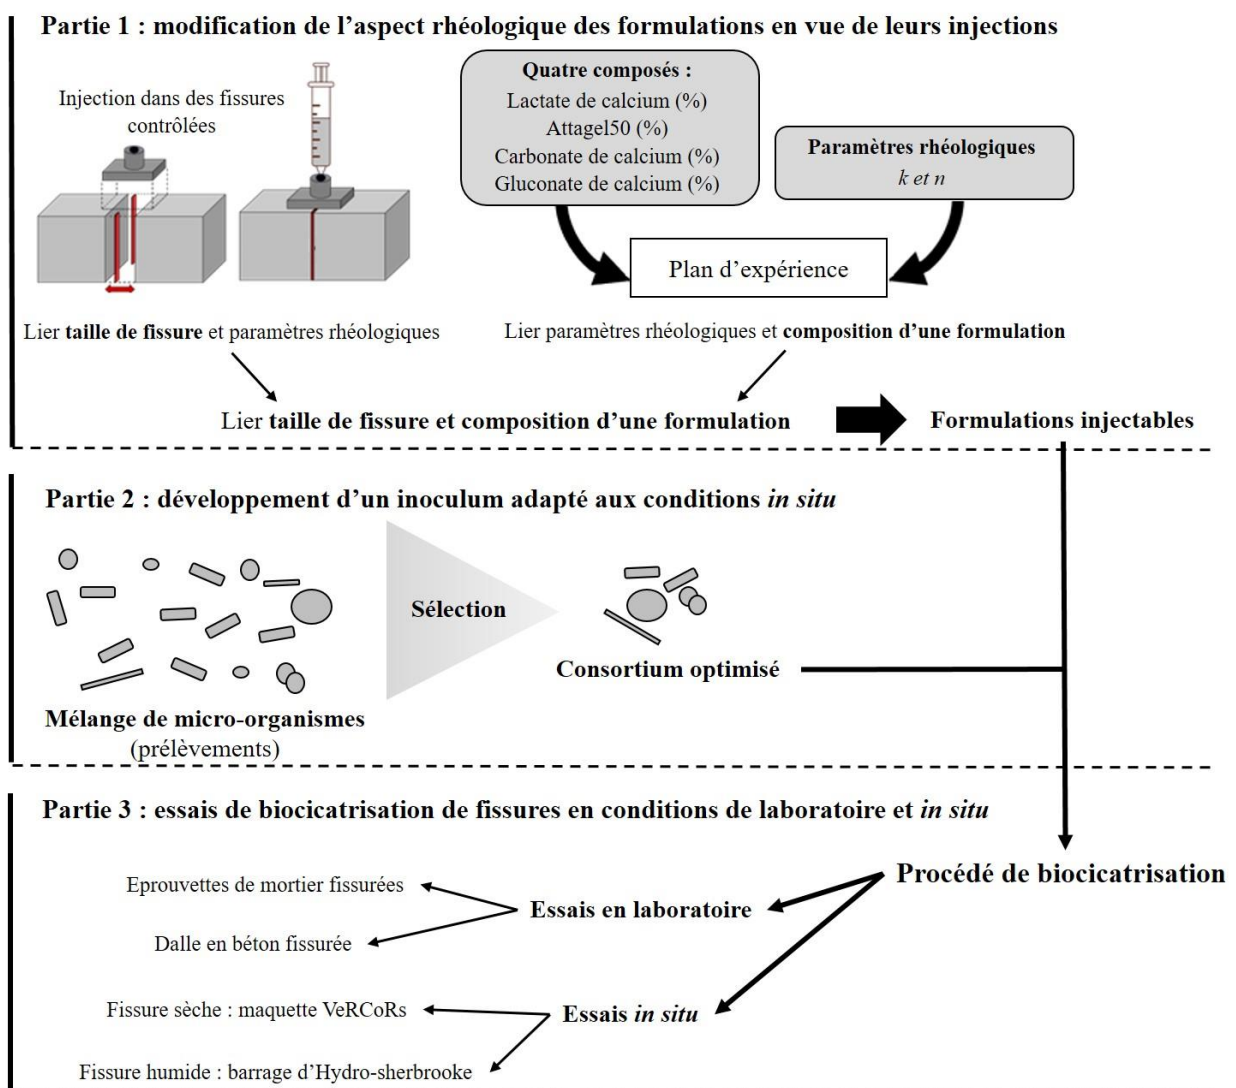 Partie 1 : modification de l’aspect rhéologique des formulations en vue de leurs injections
Injection dans des fissures
contrôlées
Quatre composés :
Lactate de calcium (%)
Attagel50 (%)
Carbonate de calcium (%)
Gluconate de calcium (%)
Paramètres rhéologiques
k et n
Plan d’expérience
Lier taille de fissure et paramètres rhéologiques
Lier paramètres rhéologiques et composition d’une formulation
Lier taille de fissure et composition d’une formulation
Formulations injectables
Partie 2 : développement d’un inoculum adapté aux conditions in situ
Sélection
Consortium optimisé
Mélange de micro-organismes
(prélèvements)
Partie 3 : essais de biocicatrisation de fissures en conditions de laboratoire et in situ
Procédé de biocicatrisation
Eprouvettes de mortier fissurées
Essais en laboratoire
Dalle en béton fissurée
Fissure sèche : maquette VeRCoRs
Essais in situ
Fissure humide : barrage d’Hydro-sherbrooke